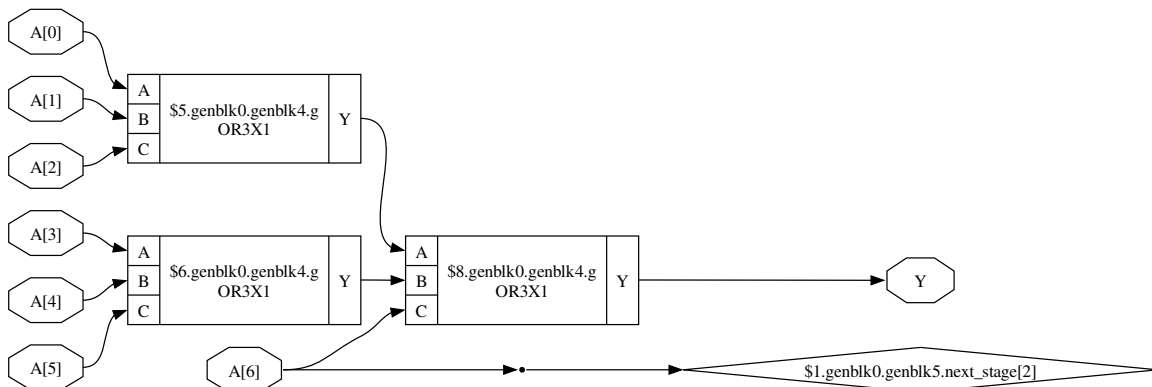 A[0]
A[1]
A[2]
A
B
C
$5.genblk0.genblk4.g
OR3X1
Y
A[3]
A[4]
A[5]
A
B
C
$6.genblk0.genblk4.g
OR3X1
Y
A
B
C
$8.genblk0.genblk4.g
OR3X1
Y
Y
A[6]
$1.genblk0.genblk5.next_stage[2]